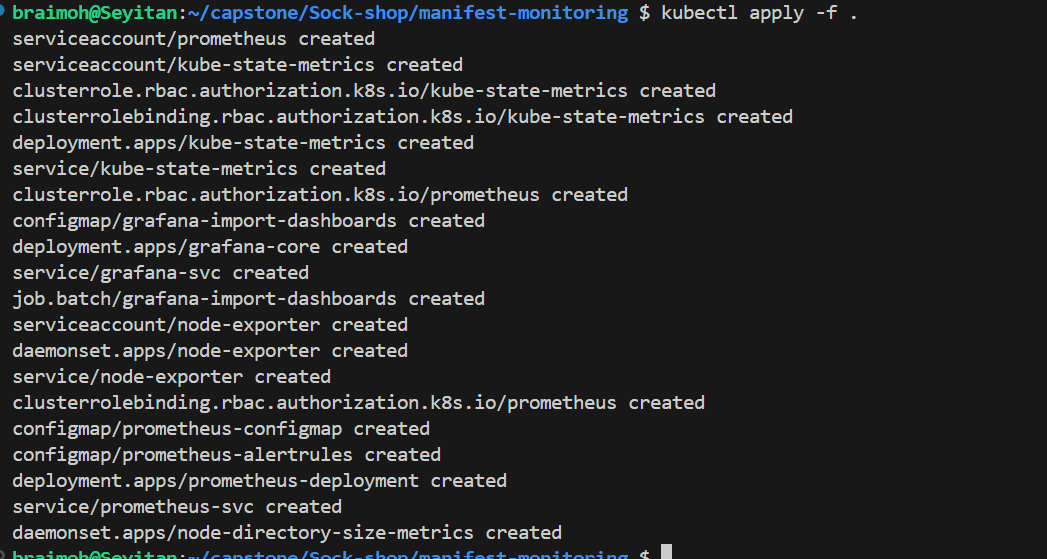 braimoh@Seyitan:~/capstone/Sock-shop/manifest-monitoring $ kubectl apply -f .
serviceaccount/prometheus created
serviceaccount/kube-state-metrics created
clusterrole.rbac.authorization.k8s.io/kube-state-metrics created
clusterrolebinding.rbac.authorization.k8s.io/kube-state-metrics created
deployment.apps/kube-state-metrics created
service/kube-state-metrics created
clusterrole.rbac.authorization.k8s.io/prometheus created
configmap/grafana-import-dashboards created
deployment.apps/grafana-core created
service/grafana-svc created
job.batch/grafana-import-dashboards created
serviceaccount/node-exporter created
daemonset.apps/node-exporter created
service/node-exporter created
clusterrolebinding.rbac.authorization.k8s.io/prometheus created
configmap/prometheus-configmap created
configmap/prometheus-alertrules created
deployment.apps/prometheus-deployment created
service/prometheus-svc created
daemonset.apps/node-directory-size-metrics created
braimoh@Seyitan:~/capstone/Sock-shop/manifest-monitoring $